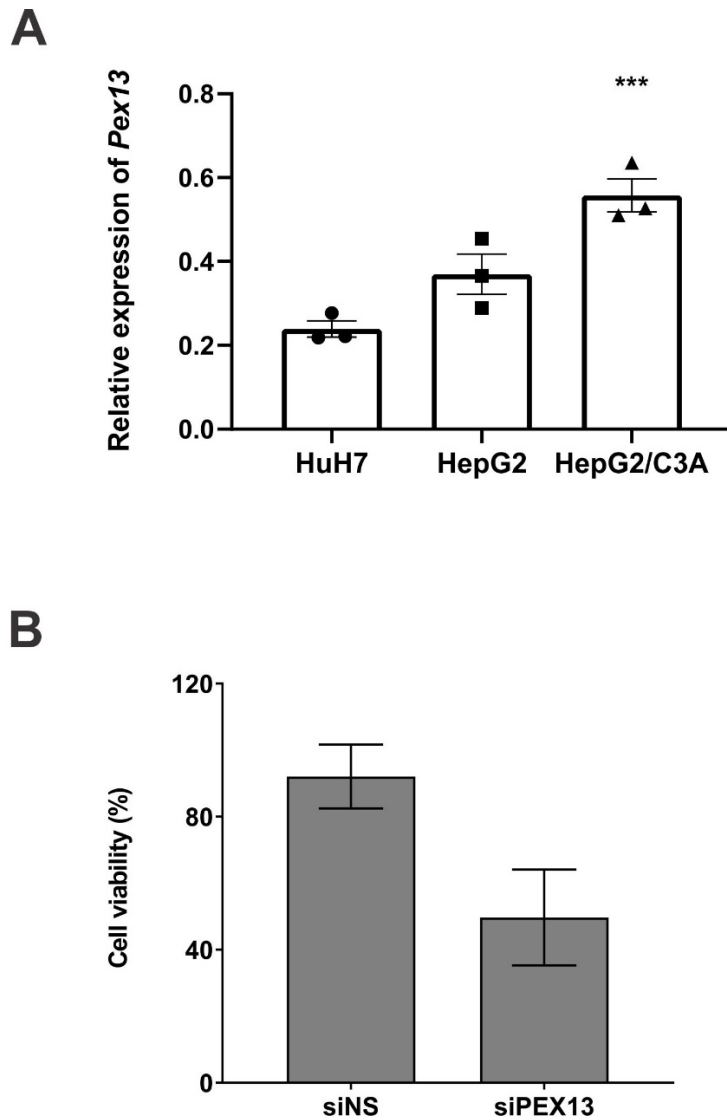 A
Relative expression of Pex13
0.8
0.6
0.4
0.2
0.0
***
HuH7 HepG2 HepG2/C3A
B
Cell viability (%)
120
80
40
0
siNS siPEX13